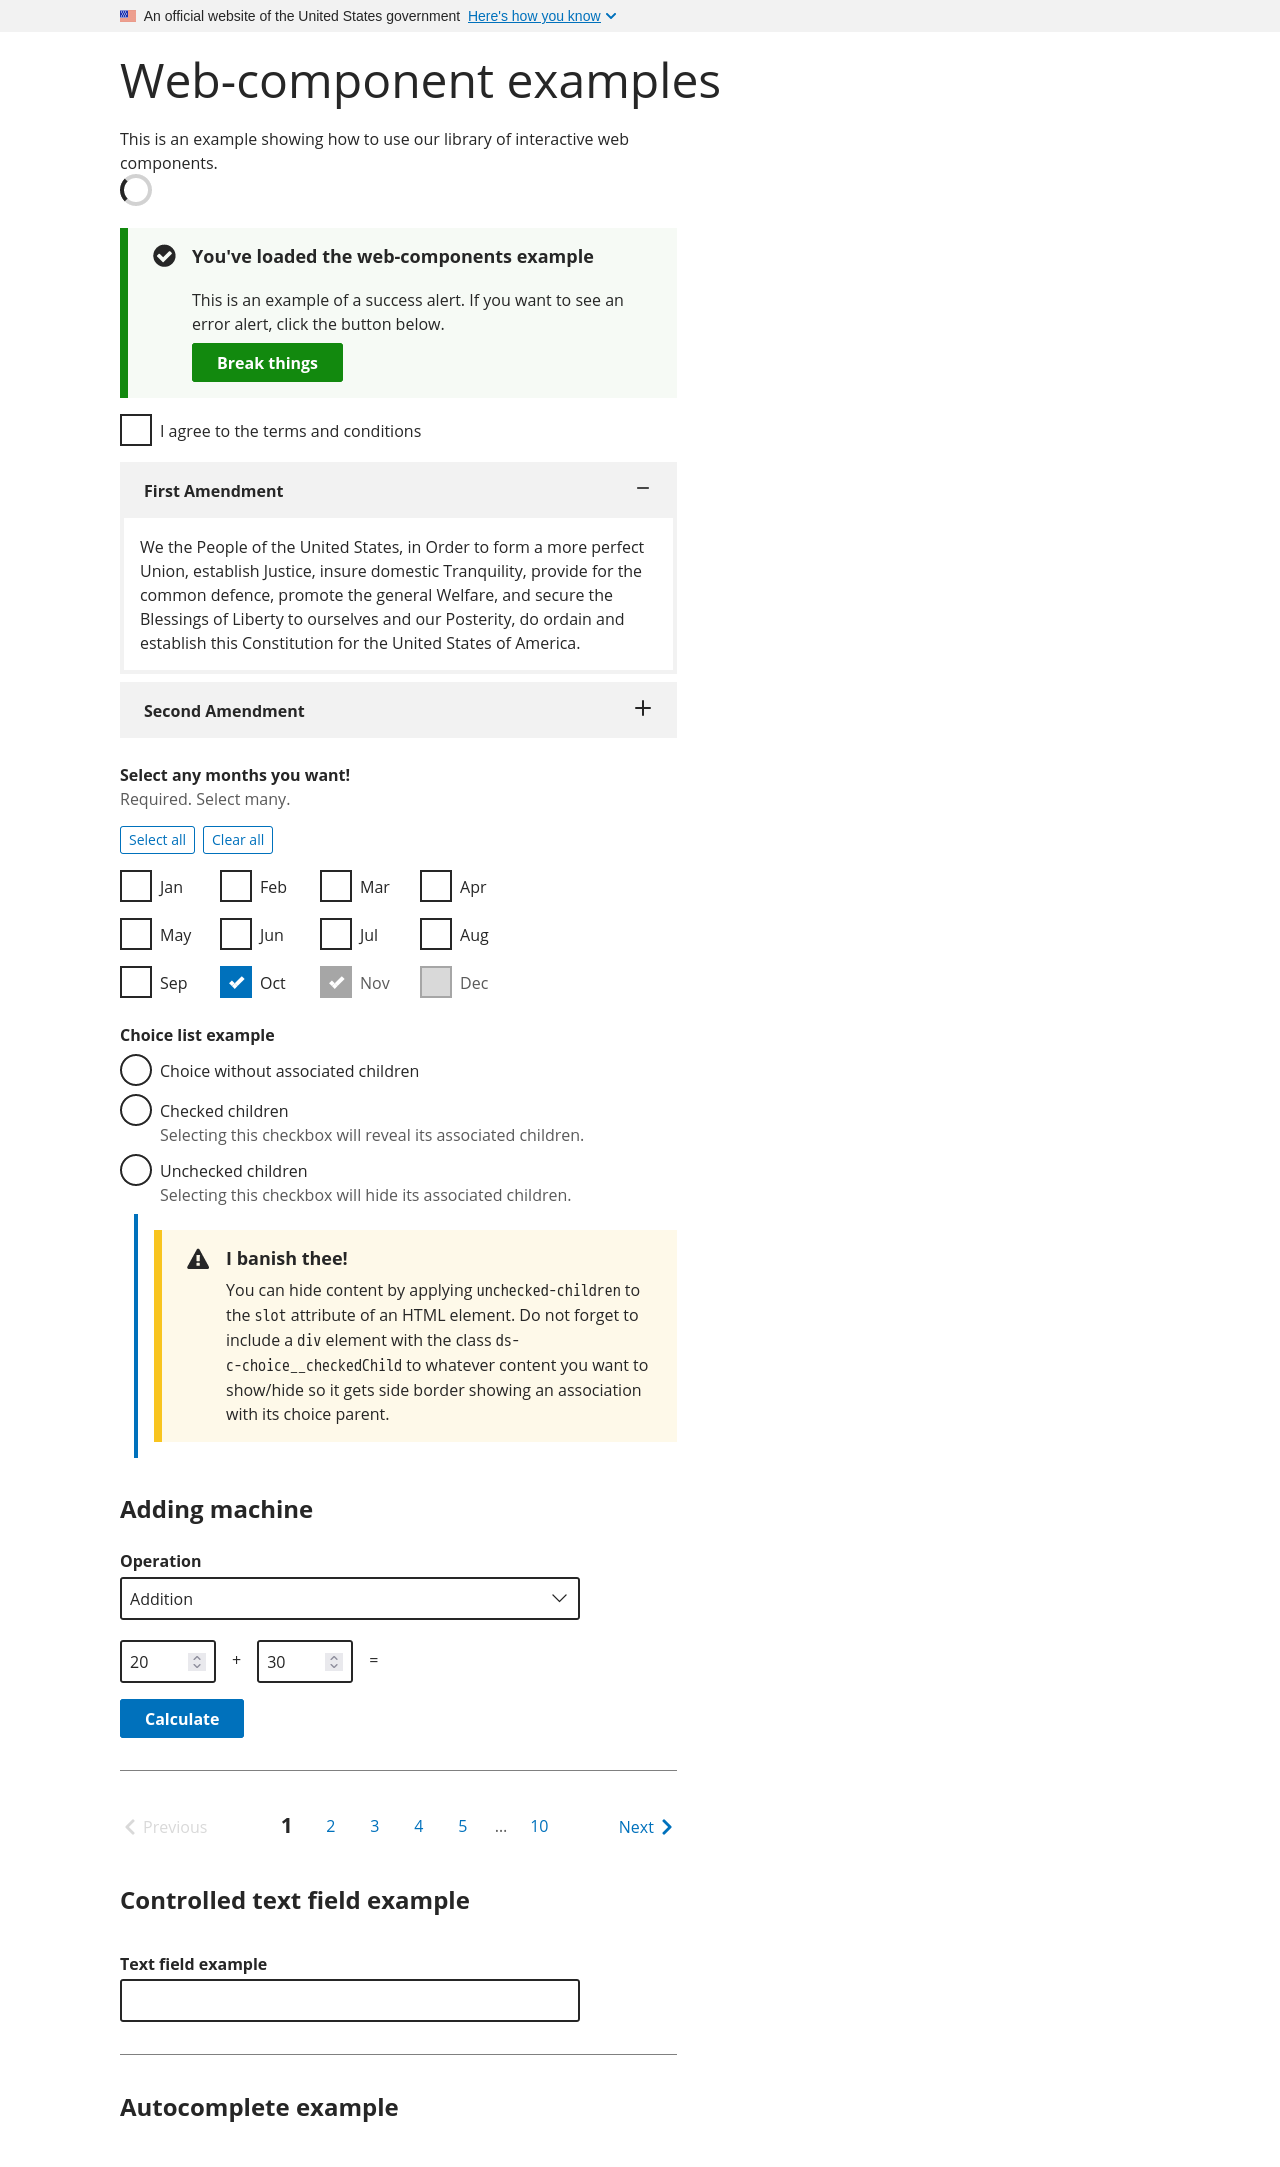 An official website of the United States government Here's how you know
Web-component examples
This is an example showing how to use our library of interactive web
components.
You've loaded the web-components example
This is an example of a success alert. If you want to see an
error alert, click the button below.
Break things
I agree to the terms and conditions
First Amendment
We the People of the United States, in Order to form a more perfect
Union, establish Justice, insure domestic Tranquility, provide for the
common defence, promote the general Welfare, and secure the
Blessings of Liberty to ourselves and our Posterity, do ordain and
establish this Constitution for the United States of America.
Second Amendment
Select any months you want!
Required. Select many.
Select all Clear all
Jan Feb Mar Apr
May Jun Jul Aug
Sep Oct Nov Dec
Choice list example
Choice without associated children
Checked children
Selecting this checkbox will reveal its associated children.
Unchecked children
Selecting this checkbox will hide its associated children.
I banish thee!
You can hide content by applying unchecked-children to
the slot attribute of an HTML element. Do not forget to
include a div element with the class ds-
c-choice__checkedChild to whatever content you want to
show/hide so it gets side border showing an association
with its choice parent.
Adding machine
Operation
Addition
20 + 30 =
Calculate
Previous 1 2 3 4 5 ... 10 Next
Controlled text field example
Text field example
Autocomplete example